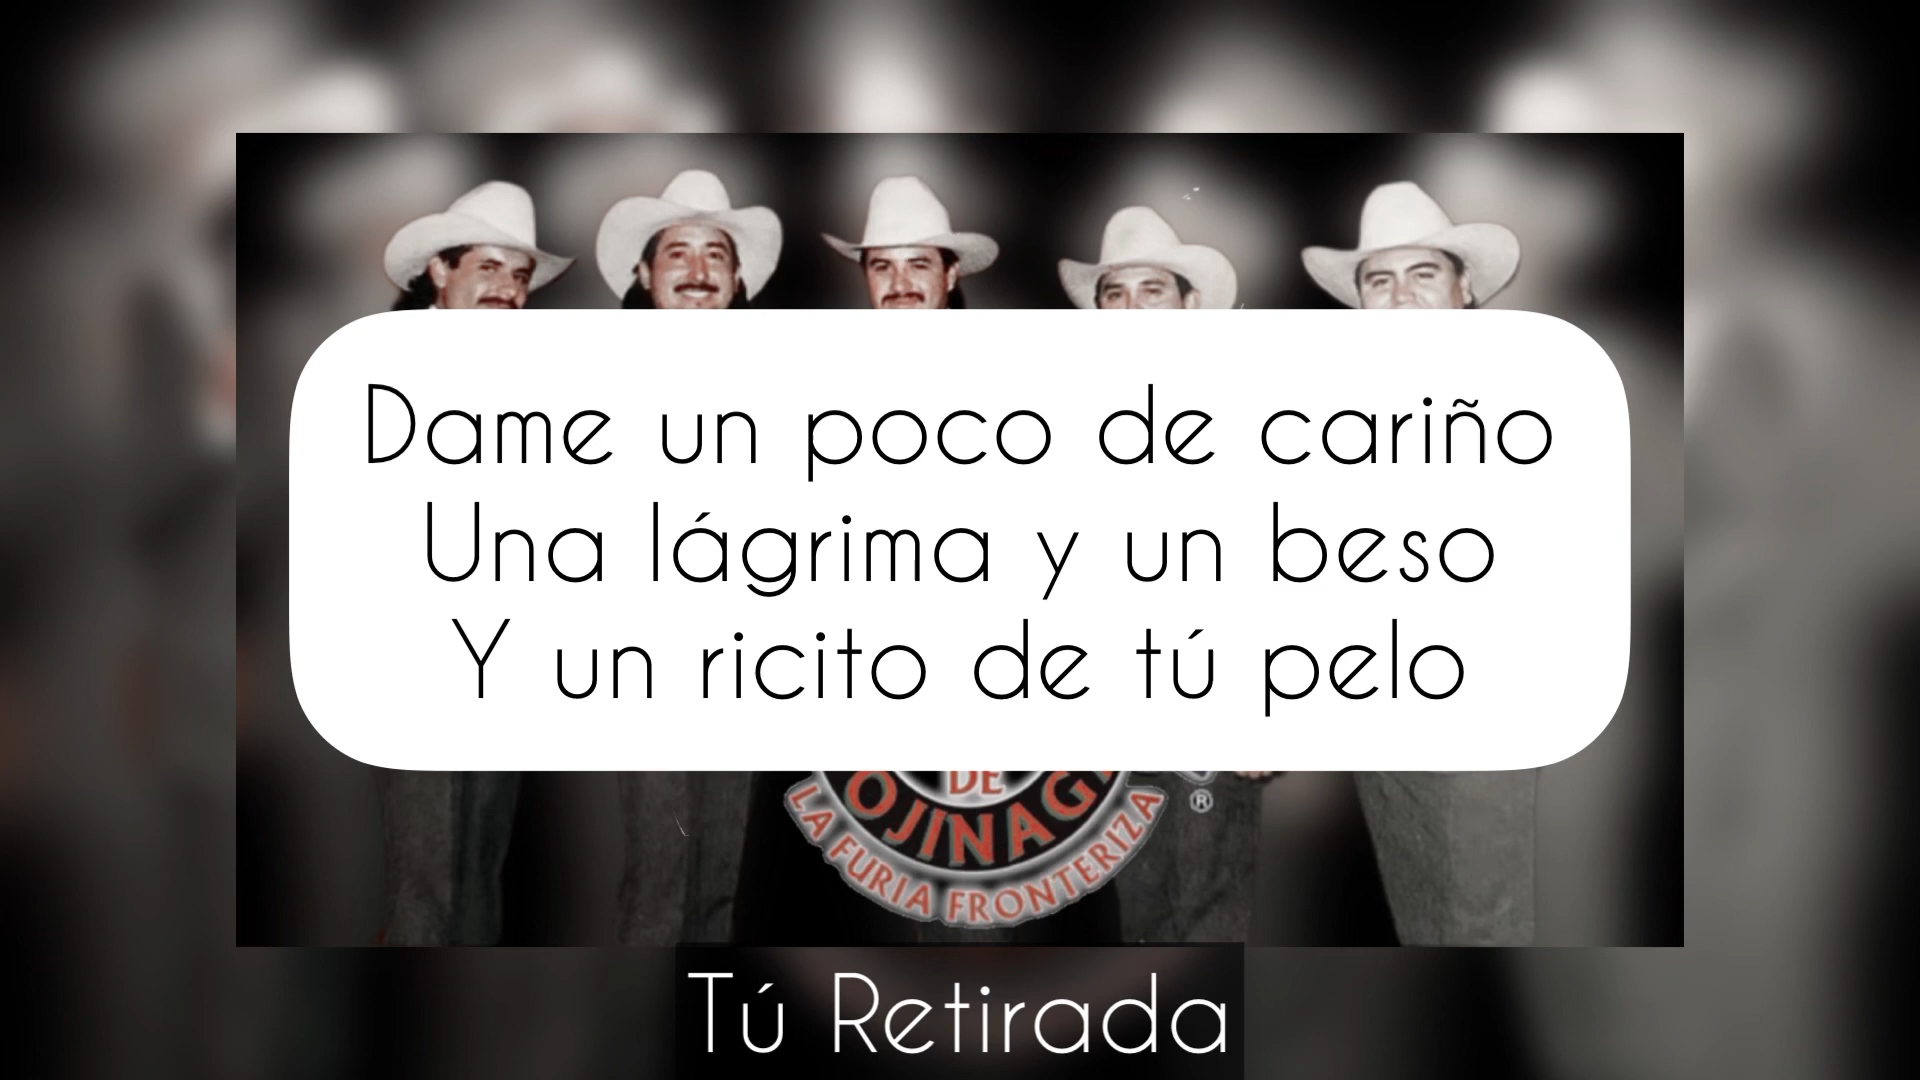 Dame un poco de cariño
Una lágrima y un beso
Y un ricito de tú pelo
DE
OJINAG
LA FURIA FRONTERIZA
®
Tú Retirada